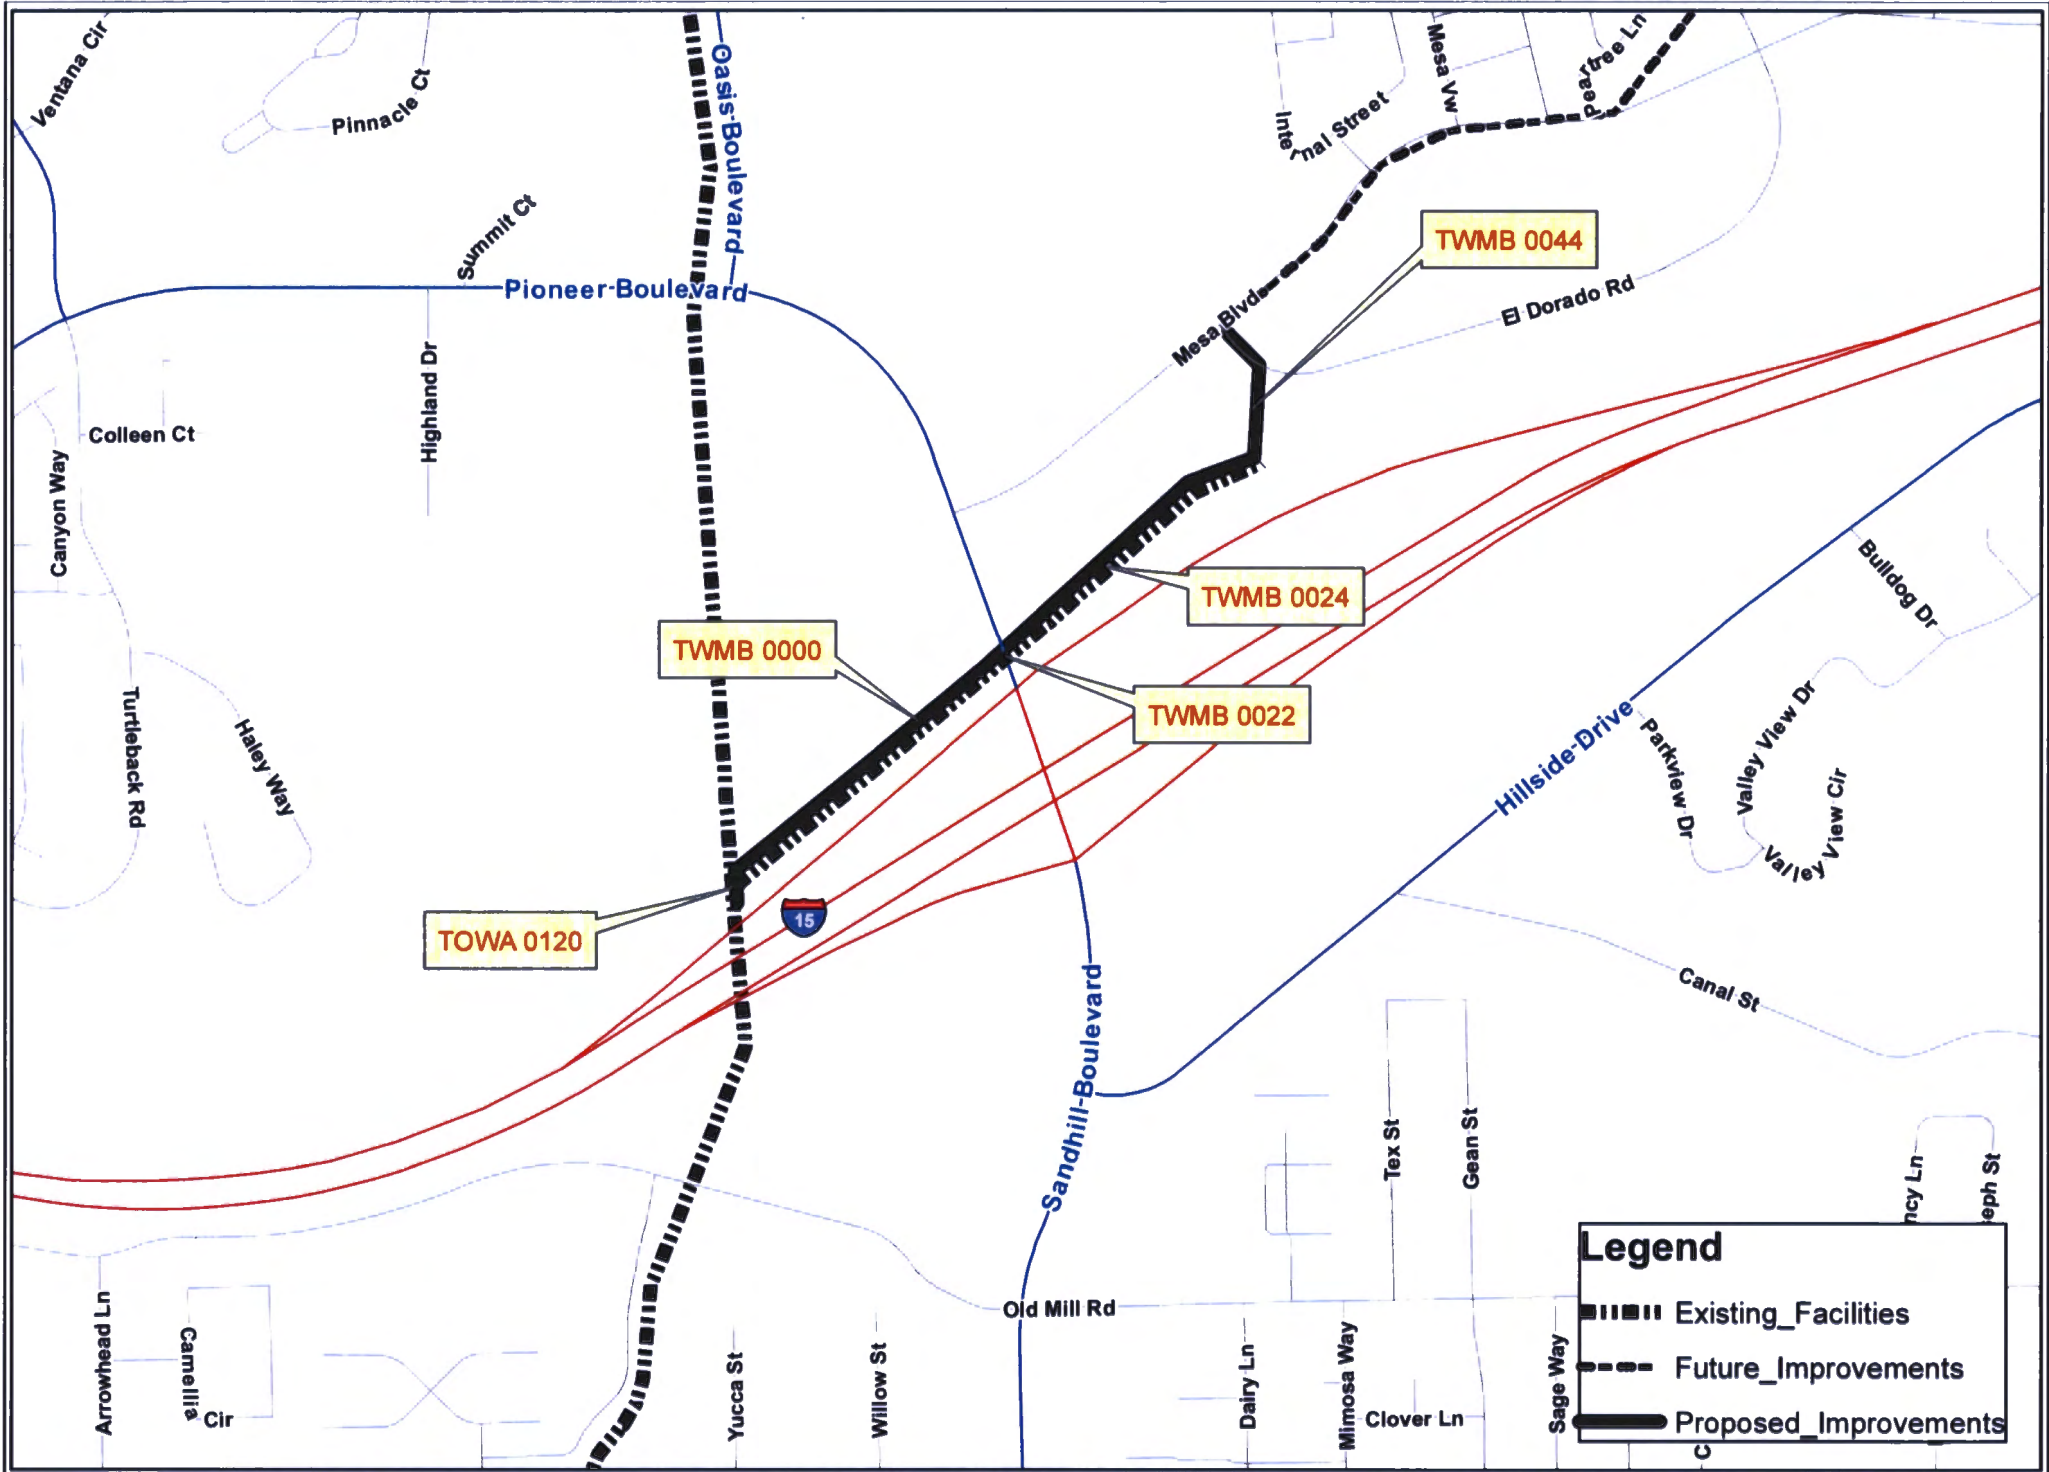 Ventana Cir
Pinnacle Ct
Oasis Boulevard
Mesa Vw
Peartree Ln
Internal Street
Summit Ct
TWMB 0044
Pioneer Boulevard
El Dorado Rd
Mesa Blvd
Highland Dr
Colleen Ct
Canyon Way
TWMB 0024
Bulldog Dr
TWMB 0000
TWMB 0022
Turtleback Rd
Haley Way
Hillside Drive
Parkview Dr
Valley View Dr
Valley View Cir
TOWA 0120
15
Canal St
Sandhill Boulevard
Tex St
Gean St
ncy Ln
seph St
Old Mill Rd
Arrowhead Ln
Camellia Cir
Yucca St
Willow St
Dairy Ln
Mimosa Way
Clover Ln
Sage Way
Legend
Existing_Facilities
Future_Improvements
Proposed_Improvements